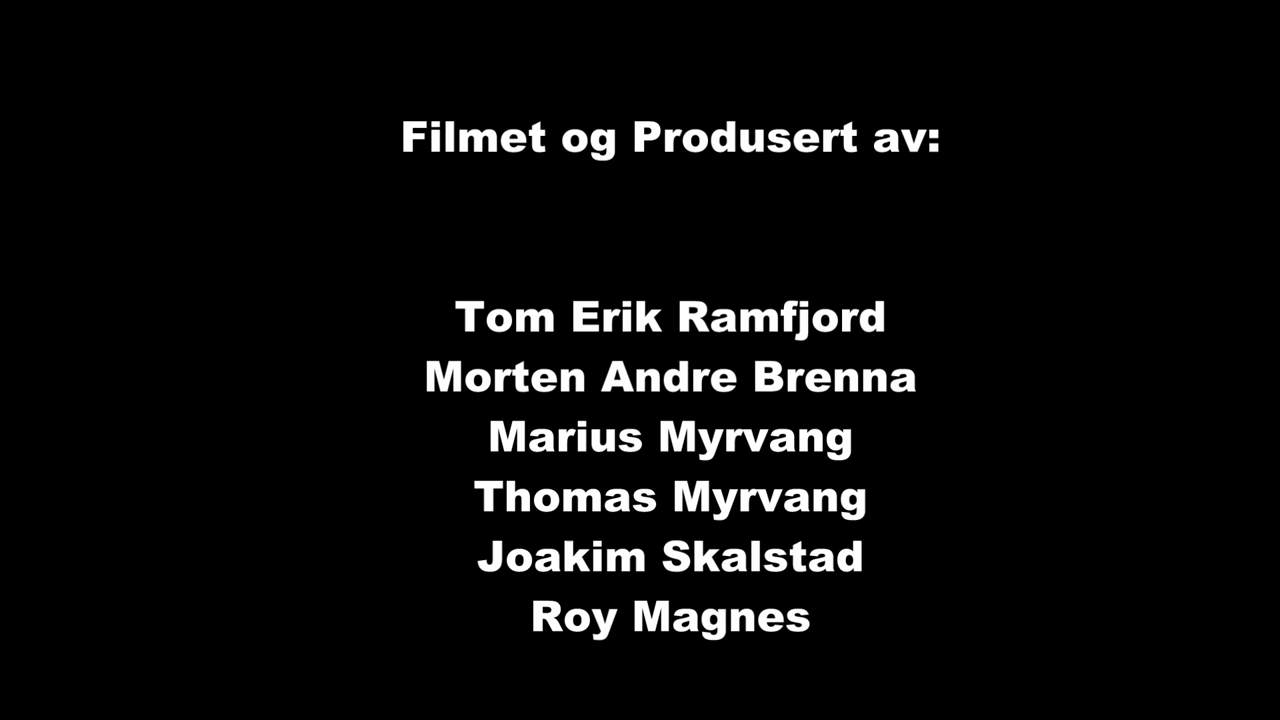 Filmet og Produsert av:
Tom Erik Ramfjord
Morten Andre Brenna
Marius Myrvang
Thomas Myrvang
Joakim Skalstad
Roy Magnes